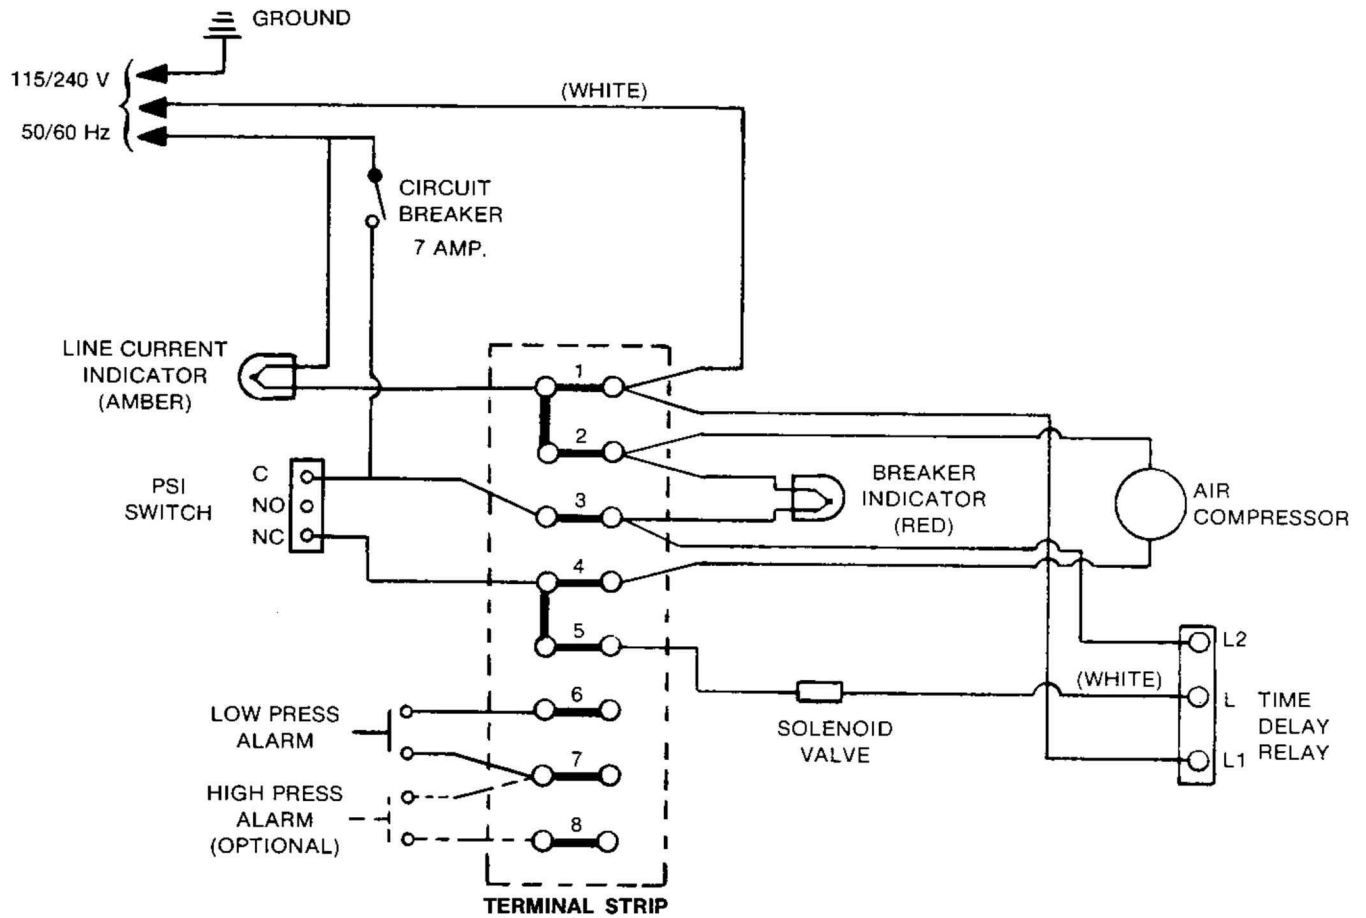 GROUND
115/240 V
50/60 Hz
(WHITE)
CIRCUIT
BREAKER
7 AMP.
LINE CURRENT
INDICATOR
(AMBER)
PSI
SWITCH
C
NO
NC
1
2
3
4
5
6
7
8
BREAKER
INDICATOR
(RED)
AIR
COMPRESSOR
L2
(WHITE)
L
L1
TIME
DELAY
RELAY
SOLENOID
VALVE
LOW PRESS
ALARM
HIGH PRESS
ALARM
(OPTIONAL)
TERMINAL STRIP